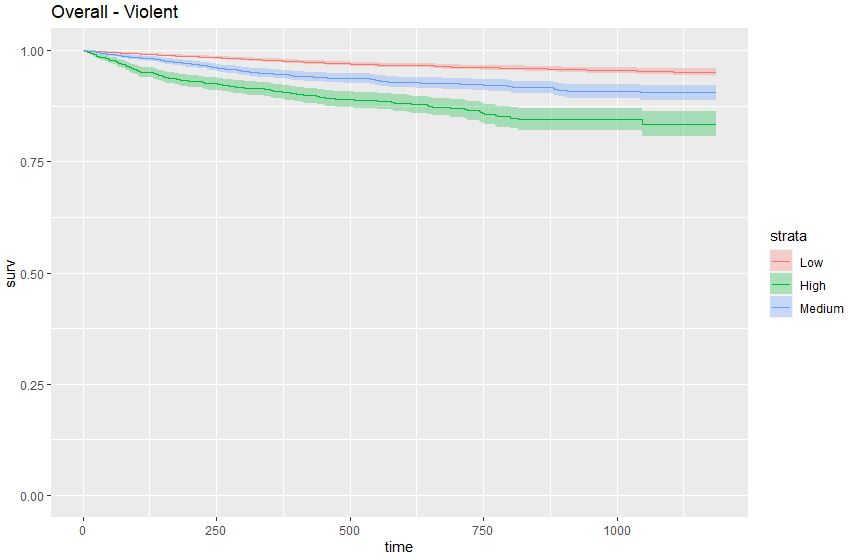 Overall - Violent
surv
1.00
0.75
0.50
0.25
0.00
0
250
500
750
1000
time
strata
Low
High
Medium